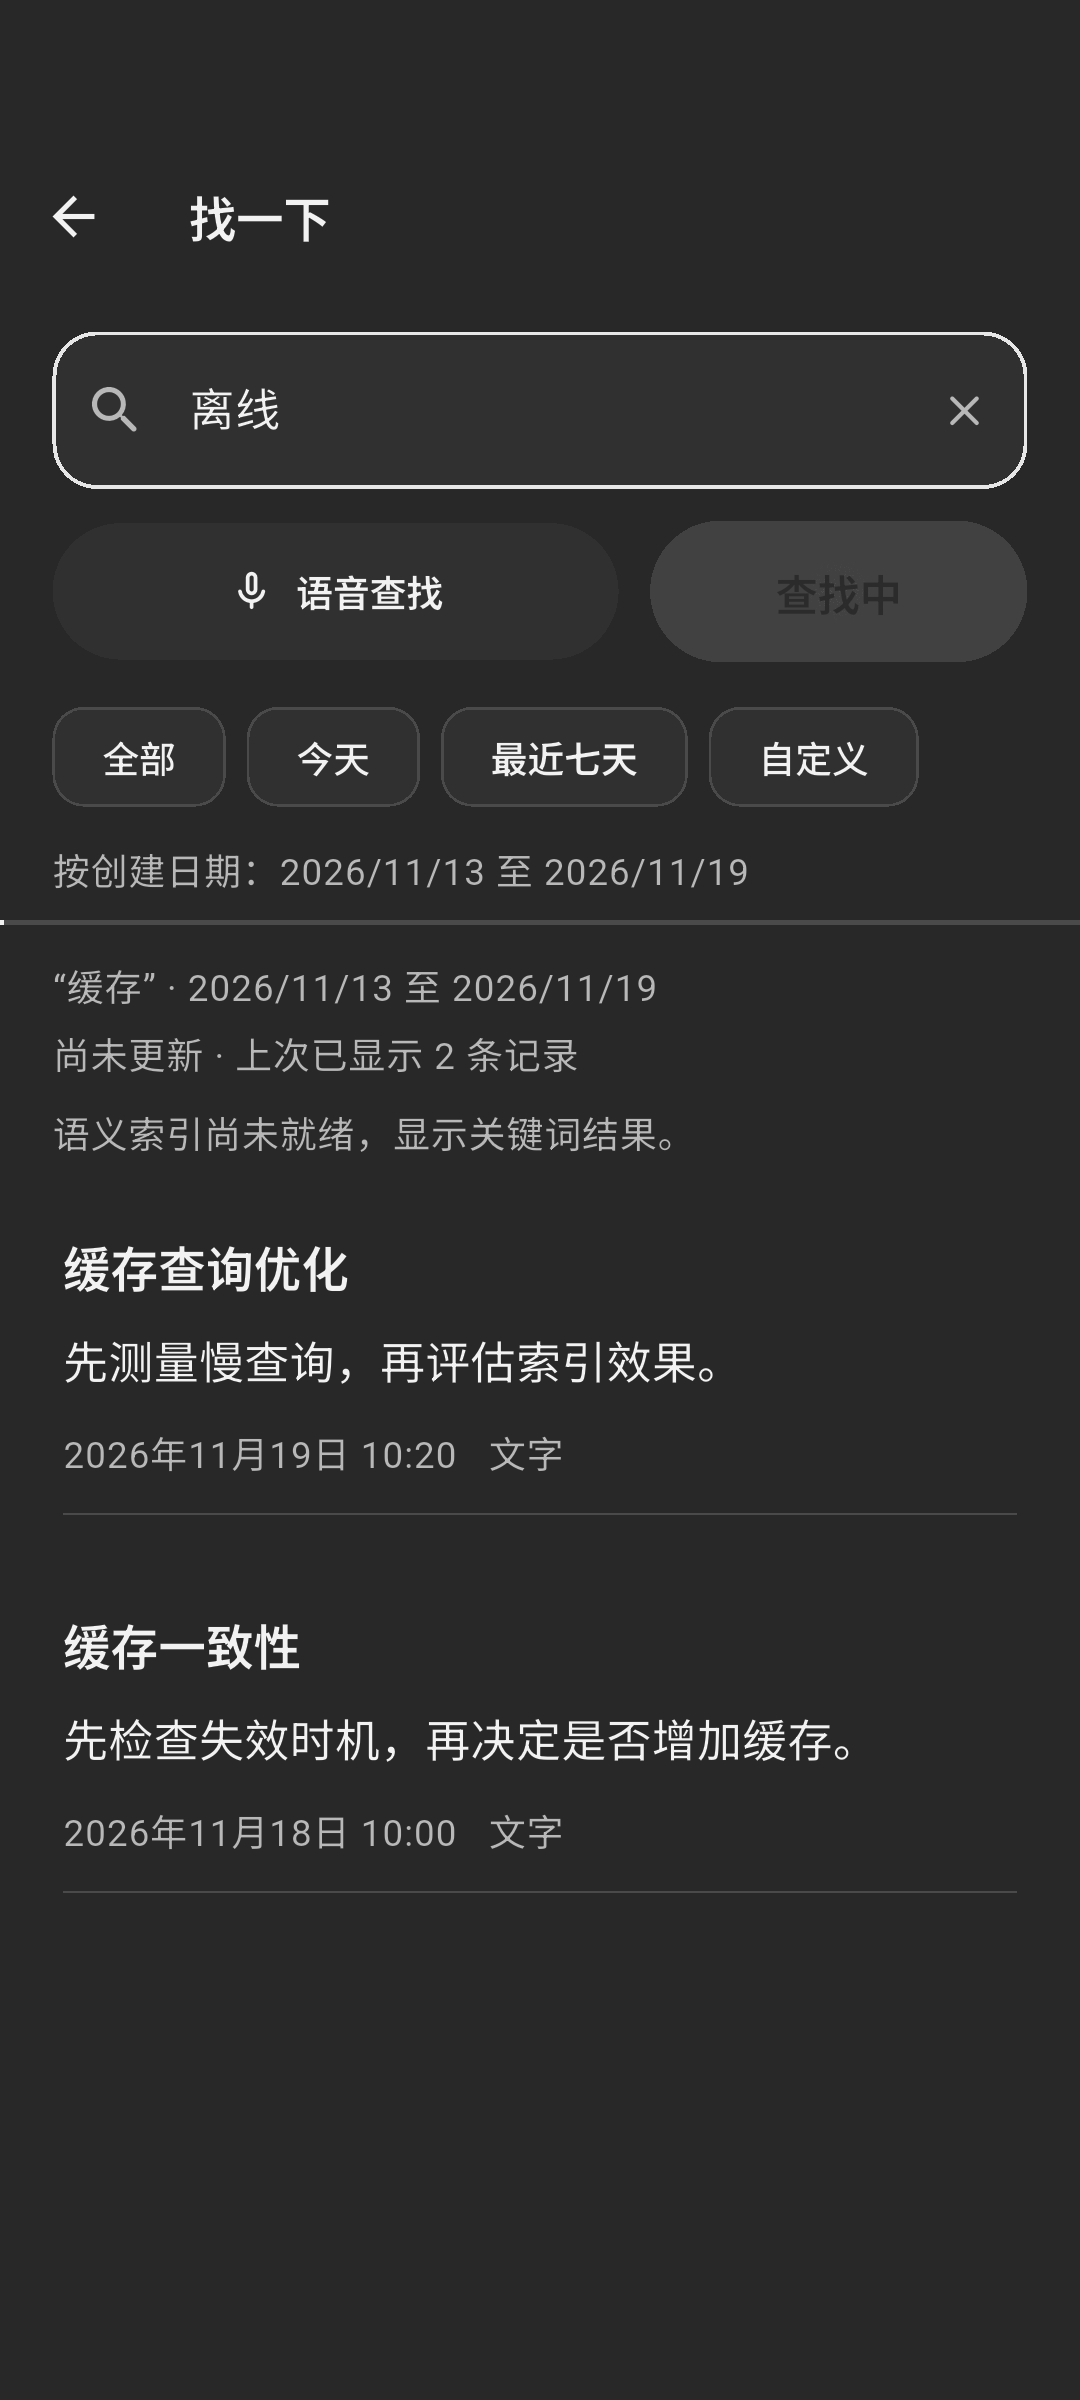 找一下
离线
语音查找
查找中
全部 今天 最近七天 自定义
按创建日期：2026/11/13 至 2026/11/19
“缓存” · 2026/11/13 至 2026/11/19
尚未更新 · 上次已显示 2 条记录
语义索引尚未就绪，显示关键词结果。
缓存查询优化
先测量慢查询，再评估索引效果。
2026年11月19日 10:20 文字
缓存一致性
先检查失效时机，再决定是否增加缓存。
2026年11月18日 10:00 文字